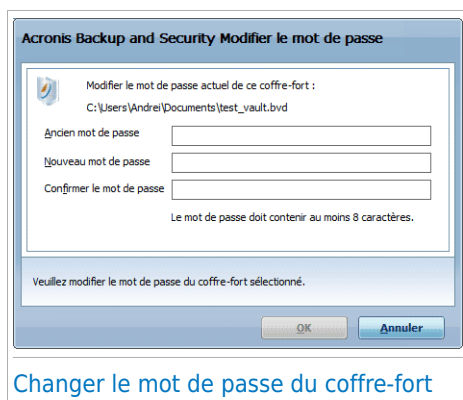 Acronis Backup and Security Modifier le mot de passe
Modifier le mot de passe actuel de ce coffre-fort :
C:\Users\Andrei\Documents\test_vault.bvd
Ancien mot de passe
Nouveau mot de passe
Confirmer le mot de passe
Le mot de passe doit contenir au moins 8 caractères.
Veuillez modifier le mot de passe du coffre-fort sélectionné.
OK
Annuler
Changer le mot de passe du coffre-fort